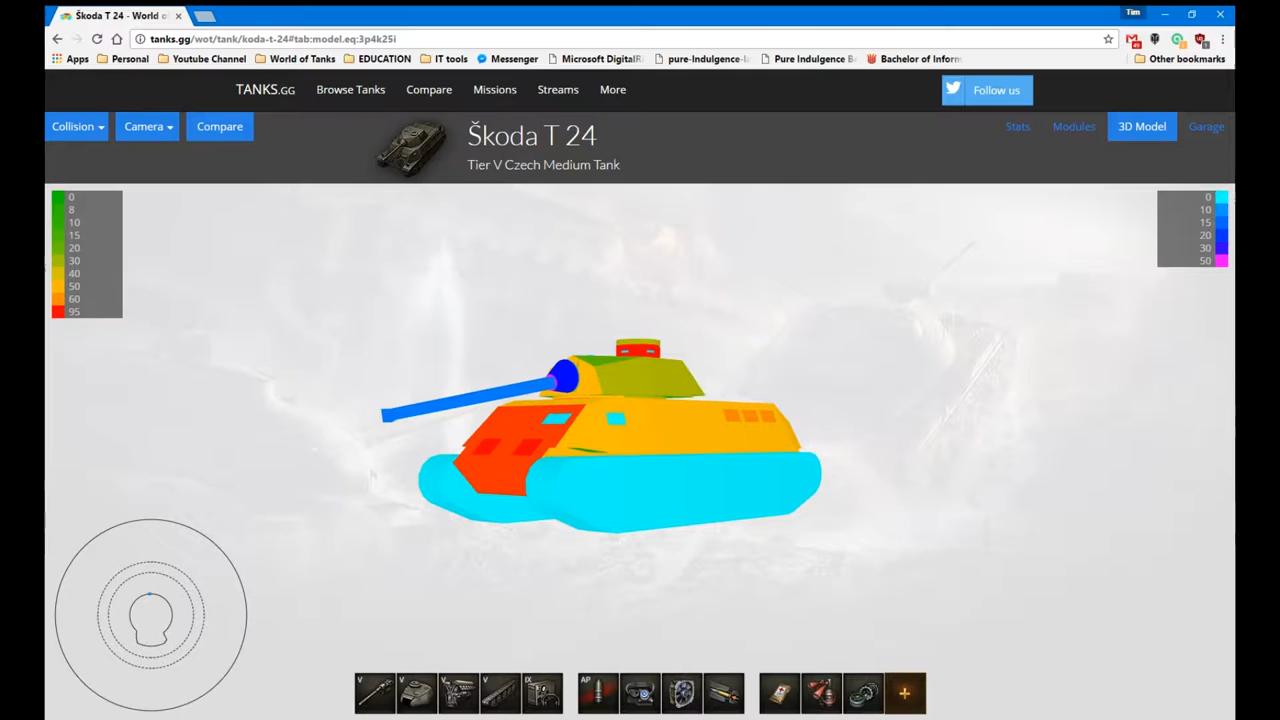 Škoda T 24 - World o
Tim
tanks.gg/wot/tank/koda-t-24#tab:model.eq:3p4k25i
Apps Personal Youtube Channel World of Tanks EDUCATION IT tools Messenger Microsoft DigitalR pure-Indulgence-l Pure Indulgence B Bachelor of Inform Other bookmarks
TANKS.GG Browse Tanks Compare Missions Streams More Follow us
Collision Camera Compare
Škoda T 24
Tier V Czech Medium Tank
Stats Modules 3D Model Garage
0
8
10
15
20
30
40
50
60
95
0
10
15
20
30
50
V V V V IX AP